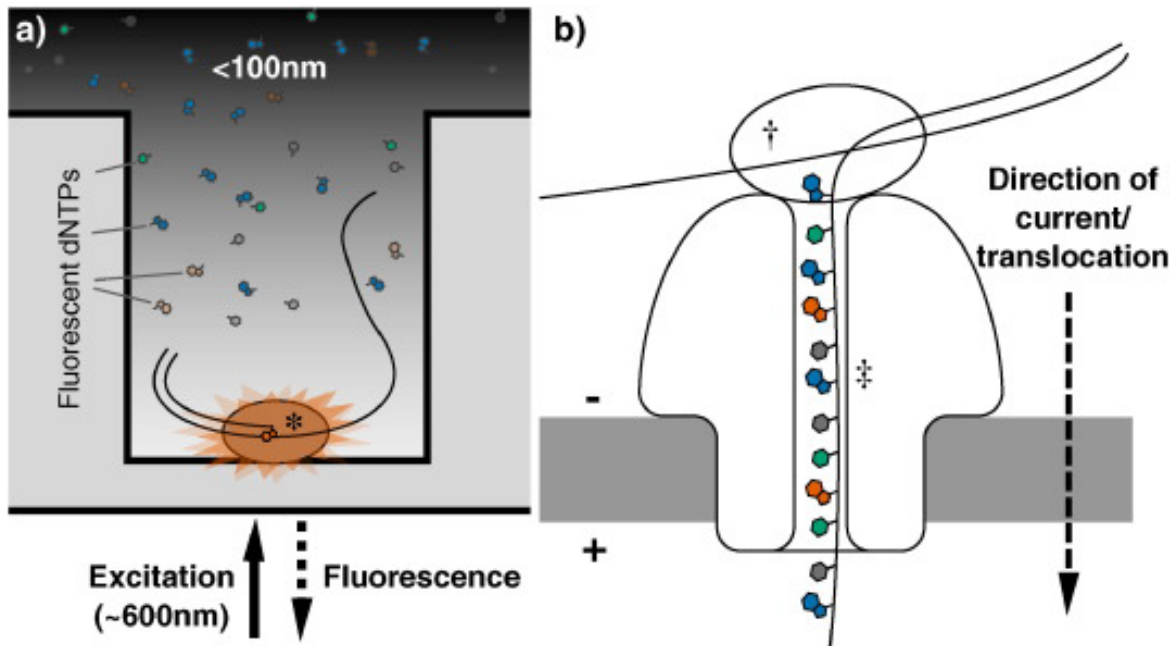 a)
<100nm
Fluorescent dNTPs
*
Excitation
(~600nm)
Fluorescence
b)
†
Direction of
current/
translocation
‡
-
+